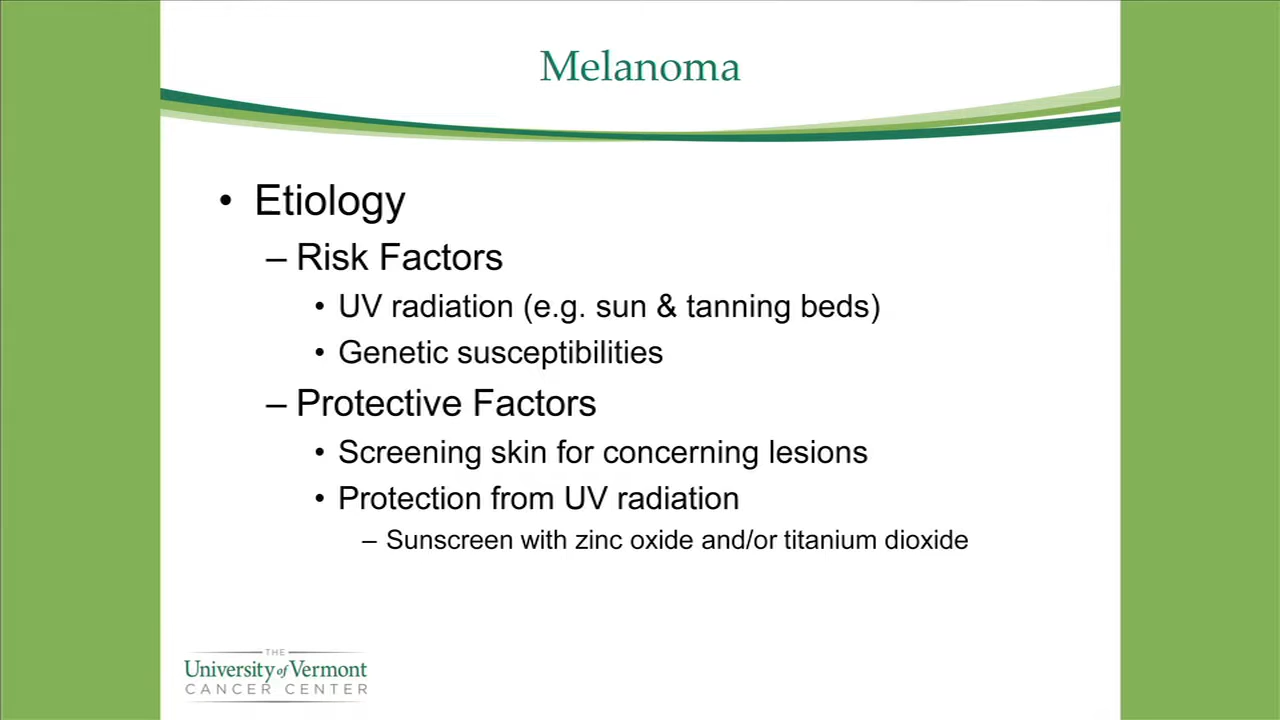 Melanoma
• Etiology
– Risk Factors
• UV radiation (e.g. sun & tanning beds)
• Genetic susceptibilities
– Protective Factors
• Screening skin for concerning lesions
• Protection from UV radiation
– Sunscreen with zinc oxide and/or titanium dioxide
THE
University of Vermont
CANCER CENTER